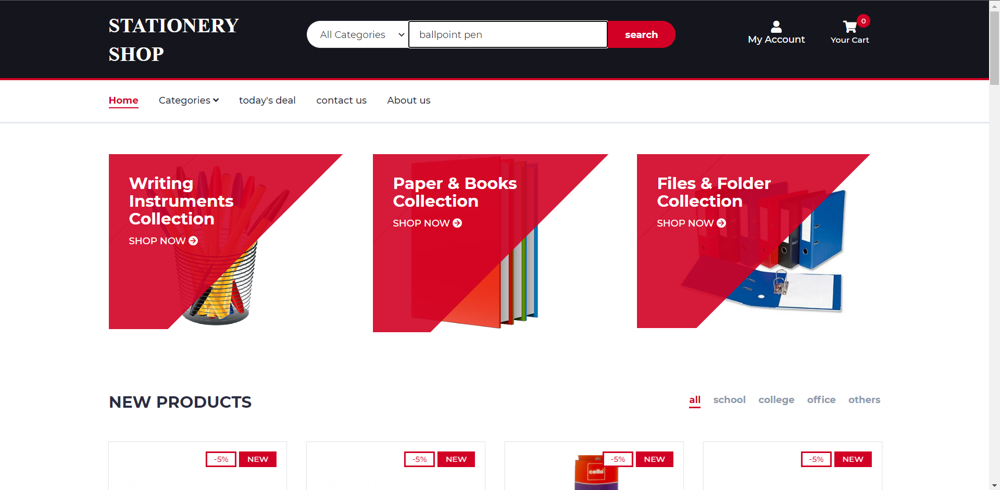 STATIONERY
SHOP
All Categories
ballpoint pen
search
My Account
0
Your Cart
Home
Categories
today's deal
contact us
About us
Writing
Instruments
Collection
SHOP NOW
Paper & Books
Collection
SHOP NOW
Files & Folder
Collection
SHOP NOW
NEW PRODUCTS
all
school
college
office
others
-5%
NEW
-5%
NEW
cello
-5%
NEW
-5%
NEW